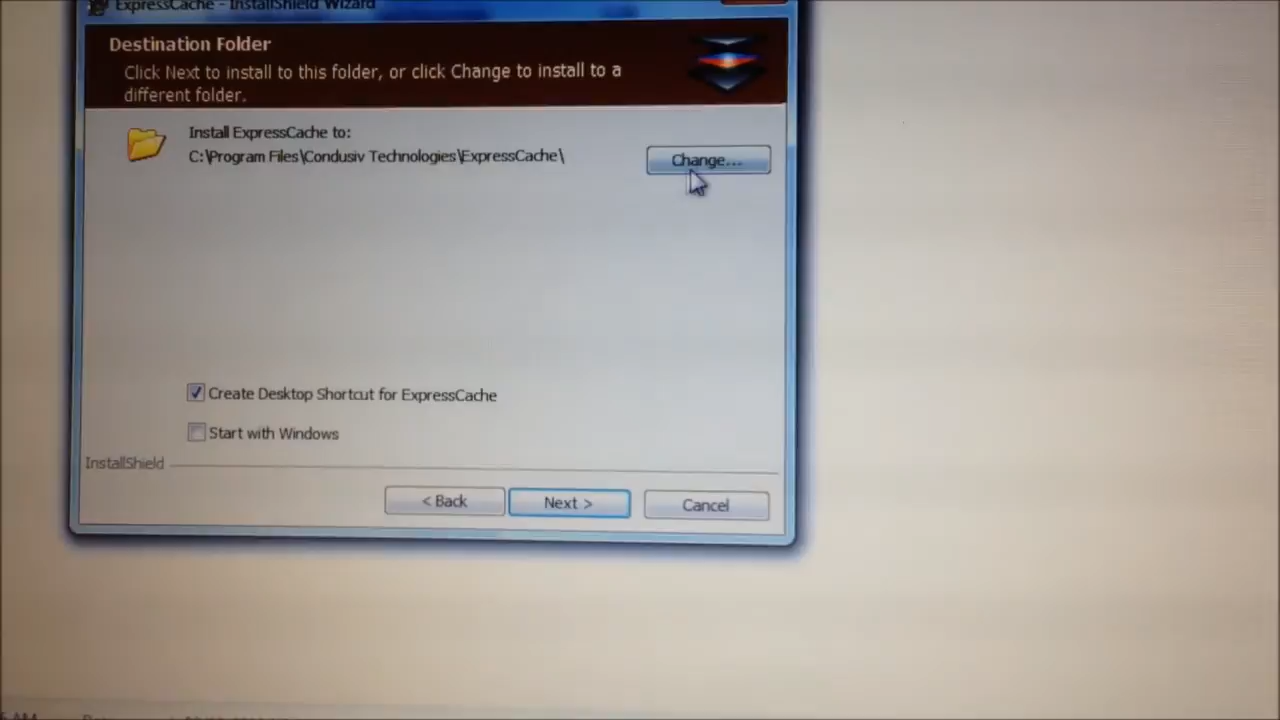 ExpressCache - InstallShield Wizard
Destination Folder
Click Next to install to this folder, or click Change to install to a
different folder.
Install ExpressCache to:
C:\Program Files\Condusiv Technologies\ExpressCache\
Change...
Create Desktop Shortcut for ExpressCache
Start with Windows
InstallShield
< Back
Next >
Cancel
AM